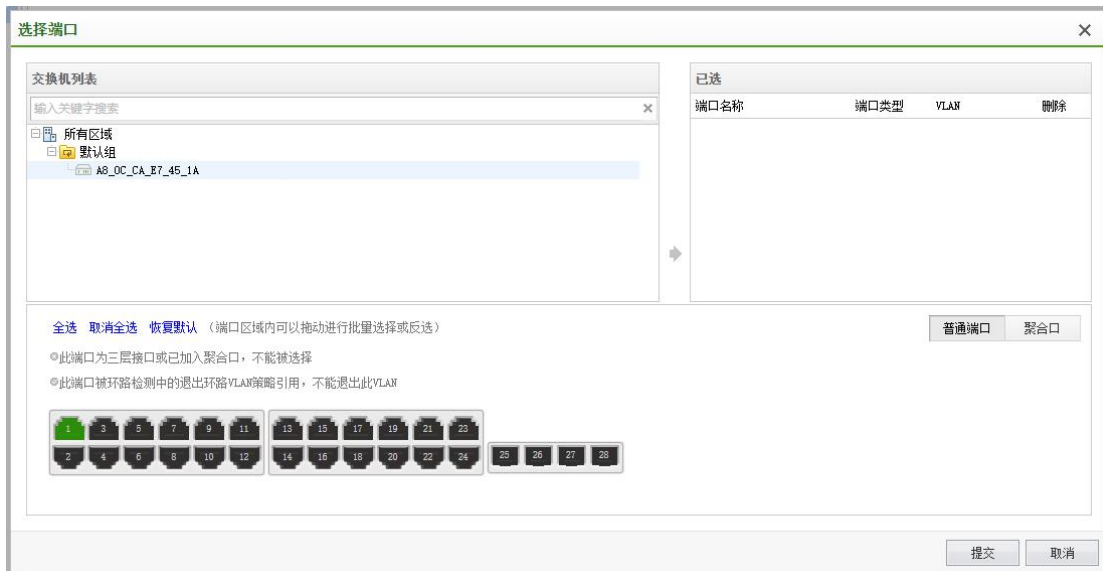 选择端口
交换机列表
输入关键字搜索
所有区域
默认组
A8_0C_CA_E7_45_1A
已选
端口名称 端口类型 VLAN 删除
全选 取消全选 恢复默认 (端口区域内可以拖动进行批量选择或反选)
普通端口 聚合口
此端口为三层接口或已加入聚合口，不能被选择
此端口被环路检测中的退出环路VLAN策略引用，不能退出此VLAN
1 3 5 7 9 11 13 15 17 19 21 23
2 4 6 8 10 12 14 16 18 20 22 24 25 26 27 28
提交 取消